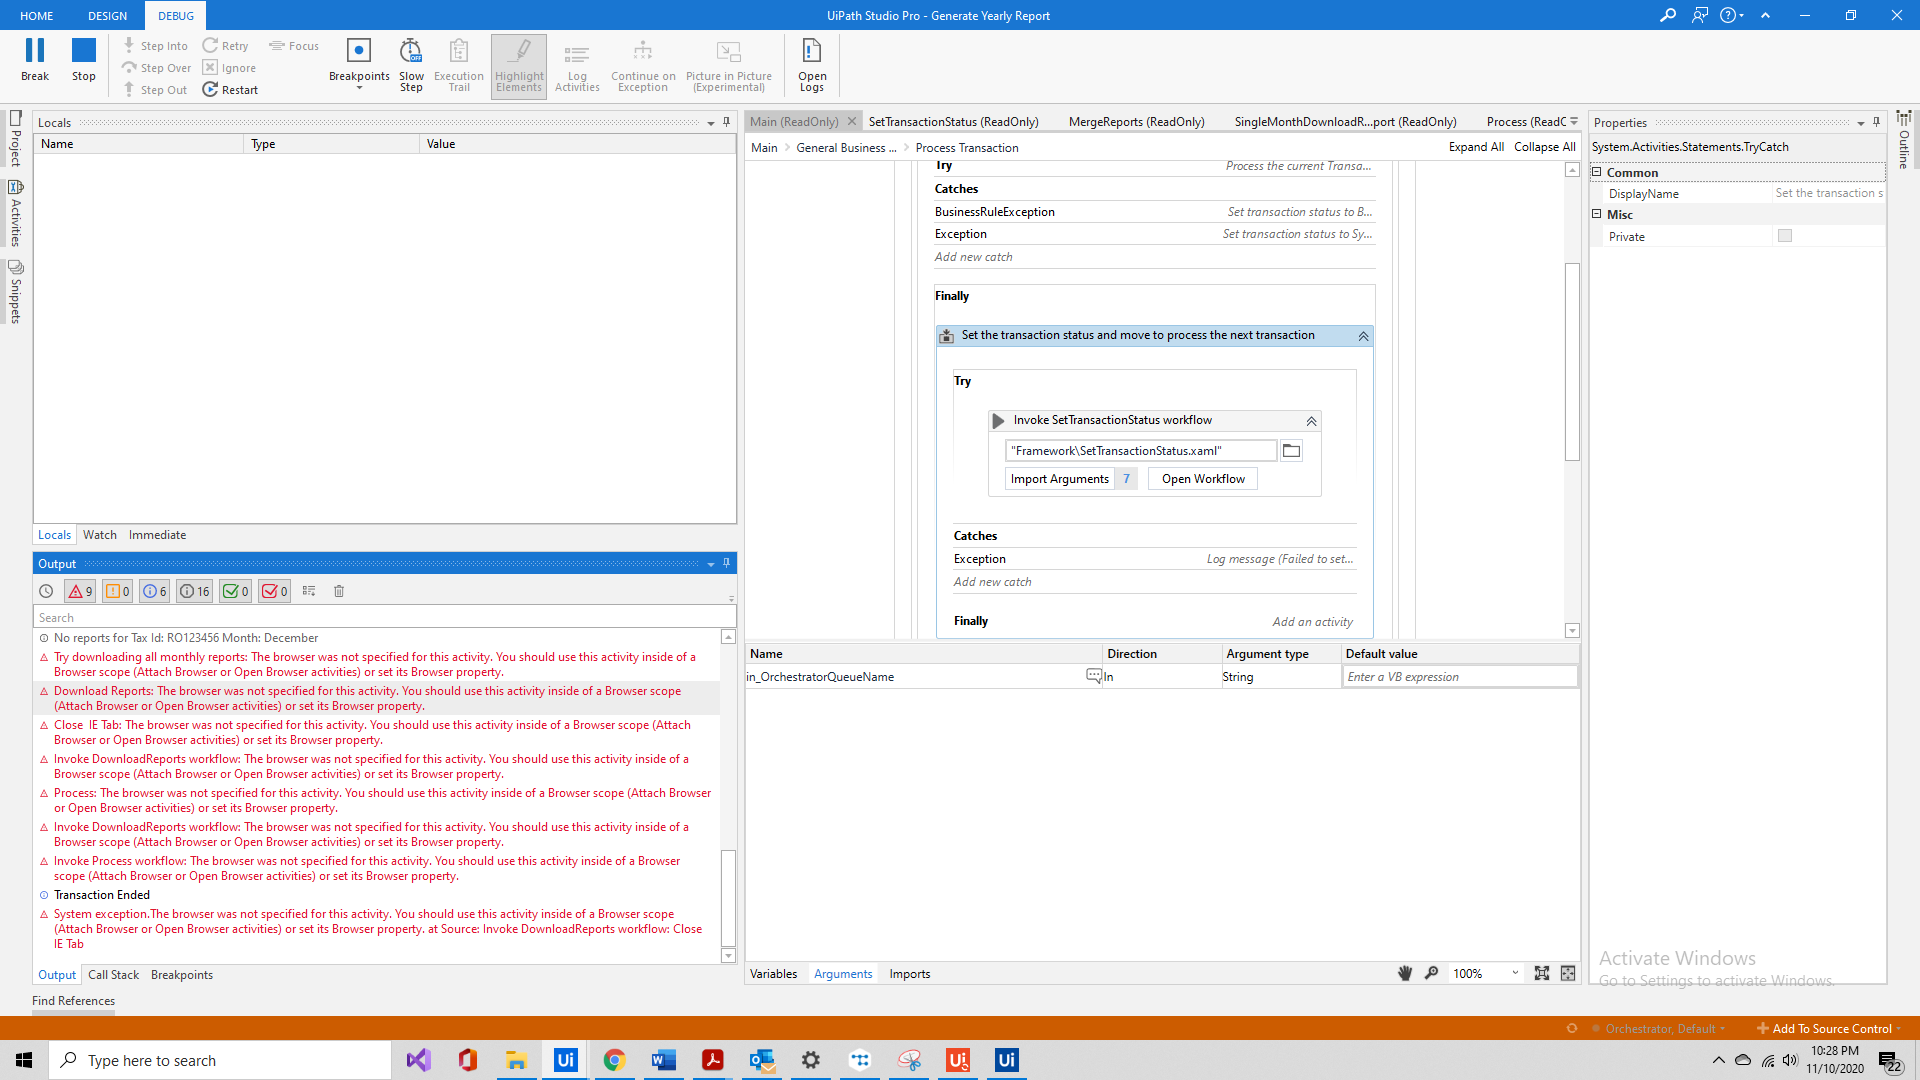 HOME DESIGN DEBUG UiPath Studio Pro - Generate Yearly Report
Break
Stop
Step Into
Step Over
Step Out
Retry
Ignore
Restart
Focus
Breakpoints
Slow
Step
Execution
Trail
Highlight
Elements
Log
Activities
Continue on
Exception
Picture in Picture
(Experimental)
Open
Logs
Project
Activities
Snippets
Locals
Name Type Value
Locals Watch Immediate
Output
9 0 6 16 0 0
Search
No reports for Tax Id: RO123456 Month: December
Try downloading all monthly reports: The browser was not specified for this activity. You should use this activity inside of a
Browser scope (Attach Browser or Open Browser activities) or set its Browser property.
Download Reports: The browser was not specified for this activity. You should use this activity inside of a Browser scope
(Attach Browser or Open Browser activities) or set its Browser property.
Close  IE Tab: The browser was not specified for this activity. You should use this activity inside of a Browser scope (Attach
Browser or Open Browser activities) or set its Browser property.
Invoke DownloadReports workflow: The browser was not specified for this activity. You should use this activity inside of a
Browser scope (Attach Browser or Open Browser activities) or set its Browser property.
Process: The browser was not specified for this activity. You should use this activity inside of a Browser scope (Attach Browser
or Open Browser activities) or set its Browser property.
Invoke DownloadReports workflow: The browser was not specified for this activity. You should use this activity inside of a
Browser scope (Attach Browser or Open Browser activities) or set its Browser property.
Invoke Process workflow: The browser was not specified for this activity. You should use this activity inside of a Browser
scope (Attach Browser or Open Browser activities) or set its Browser property.
Transaction Ended
System exception.The browser was not specified for this activity. You should use this activity inside of a Browser scope
(Attach Browser or Open Browser activities) or set its Browser property. at Source: Invoke DownloadReports workflow: Close
IE Tab
Output Call Stack Breakpoints
Find References
Main (ReadOnly) SetTransactionStatus (ReadOnly) MergeReports (ReadOnly) SingleMonthDownloadR...port (ReadOnly) Process (ReadC
Main > General Business ... > Process Transaction Expand All Collapse All
Try Process the current Transa...
Catches
BusinessRuleException Set transaction status to B...
Exception Set transaction status to Sy...
Add new catch
Finally
Set the transaction status and move to process the next transaction
Try
Invoke SetTransactionStatus workflow
"Framework\SetTransactionStatus.xaml"
Import Arguments 7 Open Workflow
Catches
Exception Log message (Failed to set...
Add new catch
Finally Add an activity
Name Direction Argument type Default value
in_OrchestratorQueueName In String Enter a VB expression
Variables Arguments Imports 100%
Properties
System.Activities.Statements.TryCatch
Common
DisplayName Set the transaction s
Misc
Private
Outline
Activate Windows
Go to Settings to activate Windows.
Orchestrator, Default Add To Source Control
Type here to search
Ui
Ui
Ui
10:28 PM
11/10/2020
22